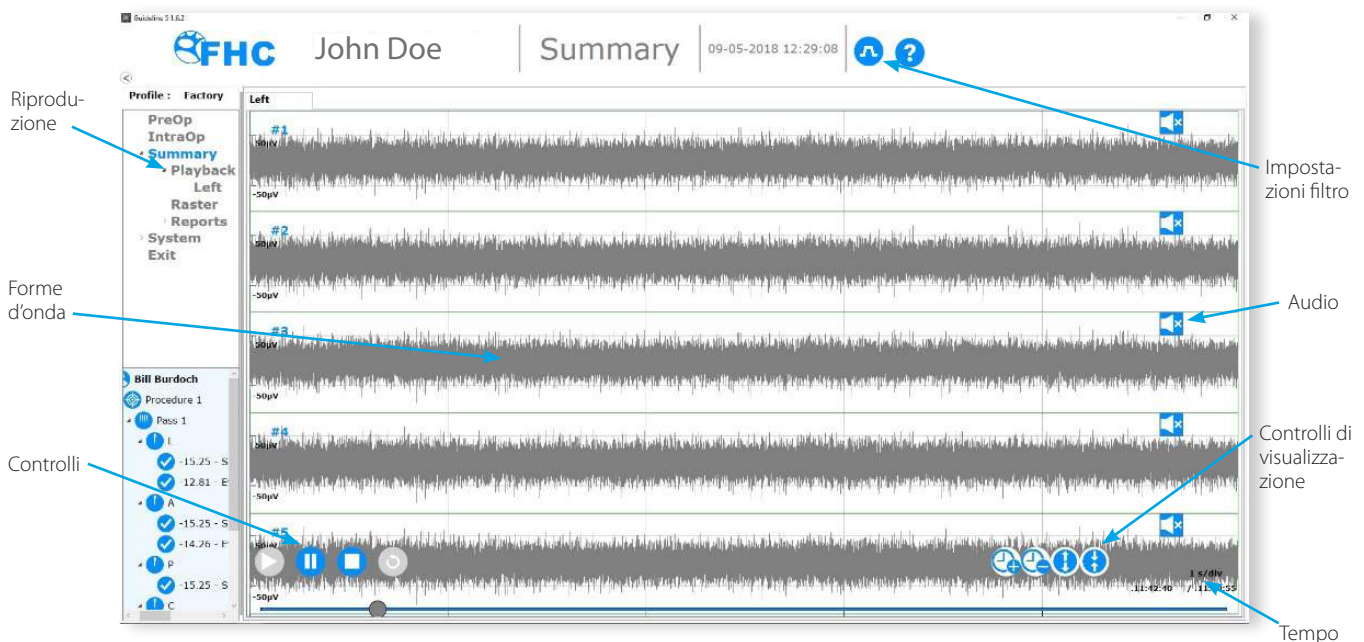 Guideline 5.1.6.2
FHC
John Doe
Summary
09-05-2018 12:29:08
?
Profile : Factory
Left
PreOp
IntraOp
Summary
Playback
Left
Raster
Reports
System
Exit
Bill Burdoch
Procedure 1
Pass 1
L
-15.25 - S
-12.81 - E
A
-15.25 - S
-14.26 - E
P
-15.25 - S
C
#1
50µV
-50µV
#2
50µV
-50µV
#3
50µV
-50µV
#4
50µV
-50µV
#5
50µV
-50µV
1 s/div
11:42:40
Riprodu-
zione
Forme
d’onda
Controlli
Imposta-
zioni filtro
Audio
Controlli di
visualizza-
zione
Tempo